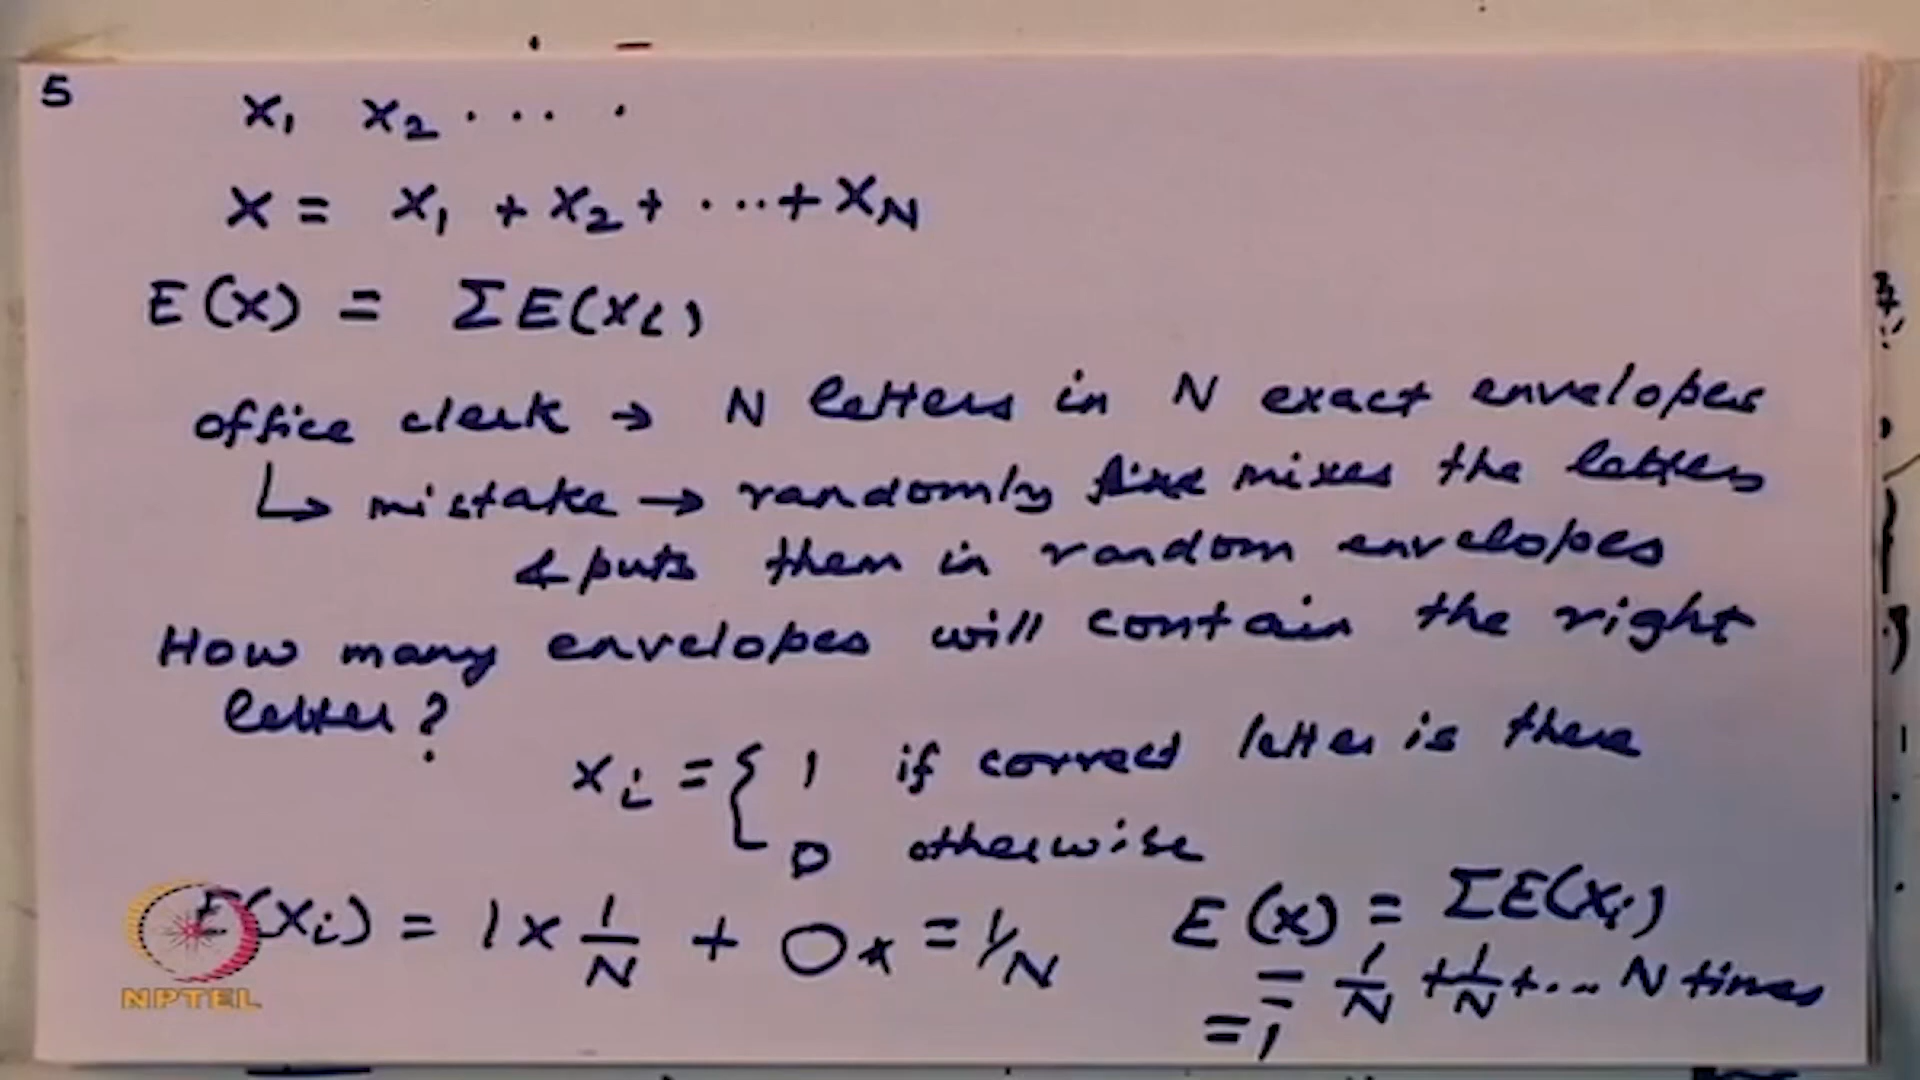 5
X₁ X₂ . . . . .
X = X₁ + X₂ + ... + X_N
E(X) = ΣE(Xi)
office clerk → N letters in N exact envelopes
↳ mistake → randomly mixes the letters
& puts them in random envelopes
How many envelopes will contain the right
letter?
Xi = { 1 if correct letter is there
0 otherwise
E(Xi) = 1 x 1/N + 0 x = 1/N
E(X) = ΣE(Xi)
= 1/N + 1/N + ... N times
= 1
NPTEL